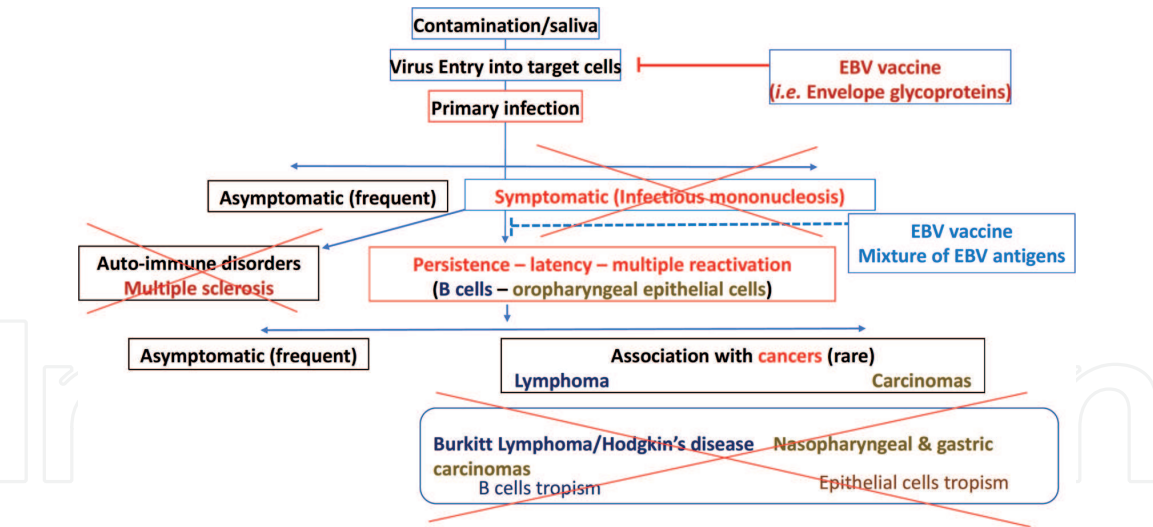 Contamination/saliva
Virus Entry into target cells
EBV vaccine
(i.e. Envelope glycoproteins)
Primary infection
Asymptomatic (frequent)
Symptomatic (Infectious mononucleosis)
EBV vaccine
Mixture of EBV antigens
Auto-immune disorders
Multiple sclerosis
Persistence – latency – multiple reactivation
(B cells – oropharyngeal epithelial cells)
Asymptomatic (frequent)
Association with cancers (rare)
Lymphoma
Carcinomas
Burkitt Lymphoma/Hodgkin's disease Nasopharyngeal & gastric
carcinomas
B cells tropism
Epithelial cells tropism